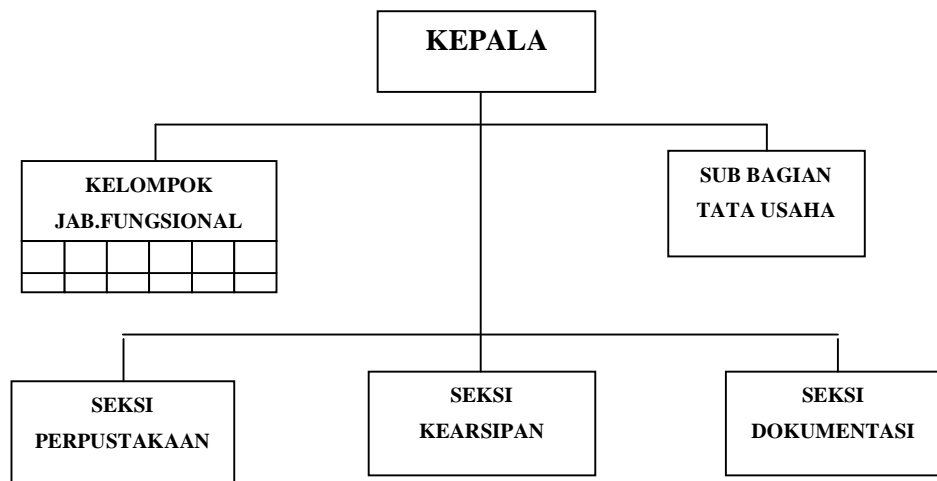 KEPALA
KELOMPOK
JAB.FUNGSIONAL
SUB BAGIAN
TATA USAHA
SEKSI
PERPUSTAKAAN
SEKSI
KEARSIPAN
SEKSI
DOKUMENTASI